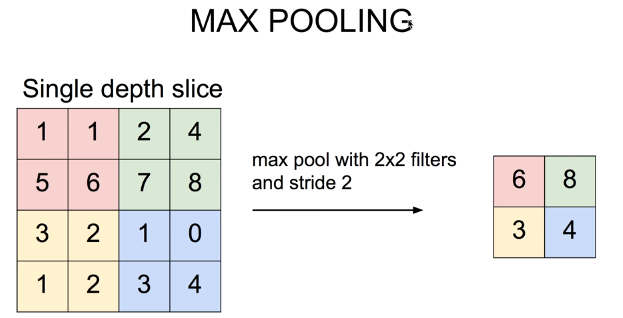 MAX POOLING
Single depth slice
1 1 2 4
5 6 7 8
3 2 1 0
1 2 3 4
max pool with 2x2 filters
and stride 2
6 8
3 4